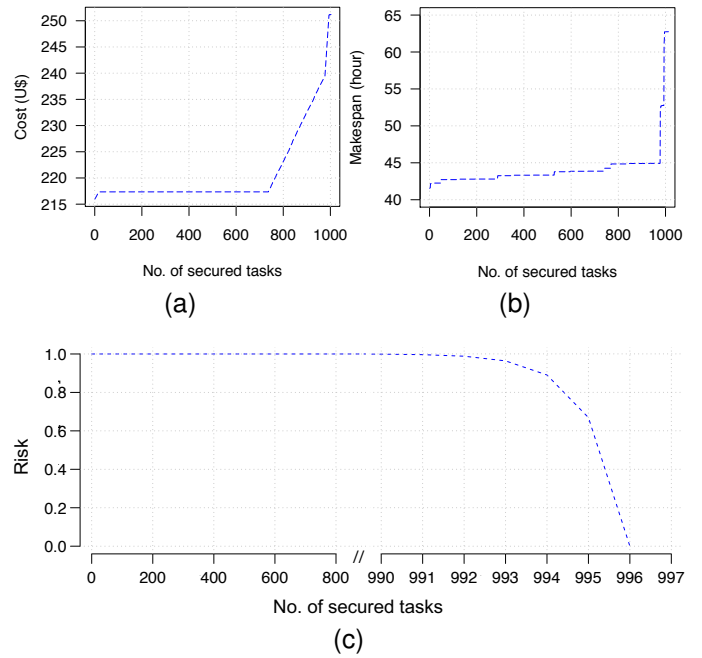 250
245
240
235
230
225
220
215
Cost (U$)
0 200 400 600 800 1000
No. of secured tasks
(a)
65
60
55
50
45
40
Makespan (hour)
0 200 400 600 800 1000
No. of secured tasks
(b)
1.0
0.8
0.6
0.4
0.2
0.0
Risk
0 200 400 600 800 // 990 991 992 993 994 995 996 997
No. of secured tasks
(c)